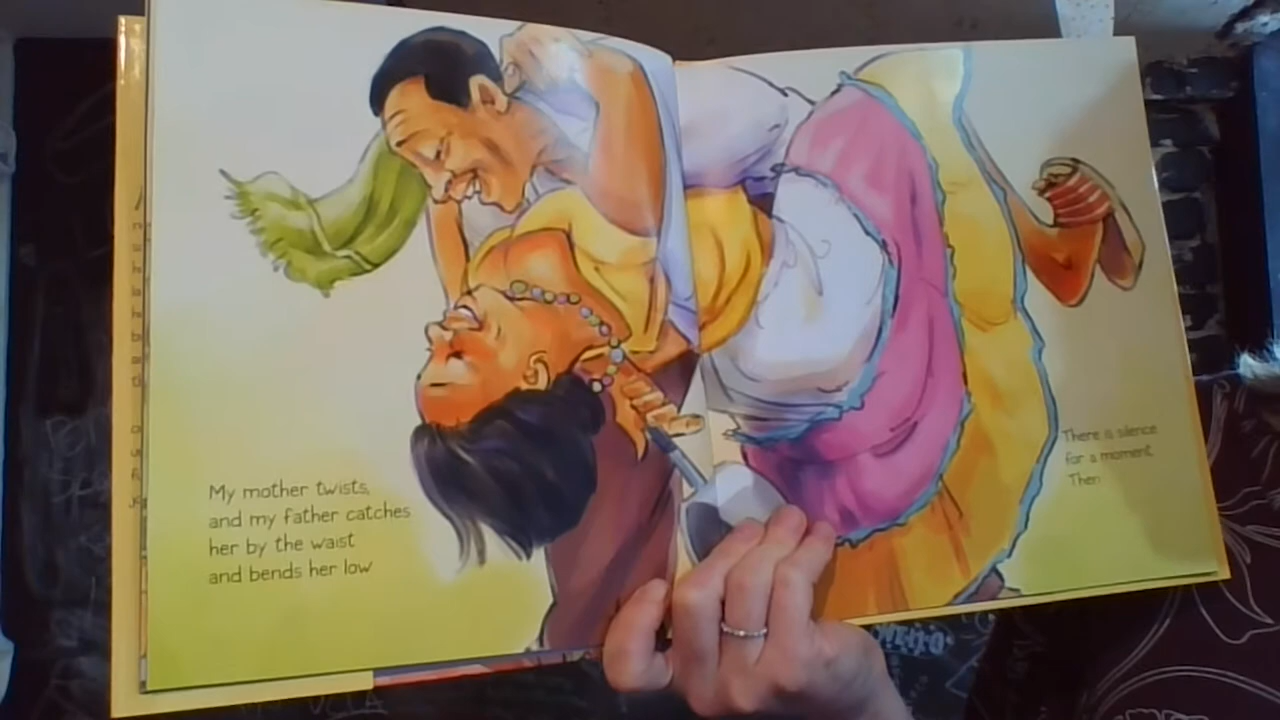 My mother twists,
and my father catches
her by the waist
and bends her low
There is silence
for a moment
Then